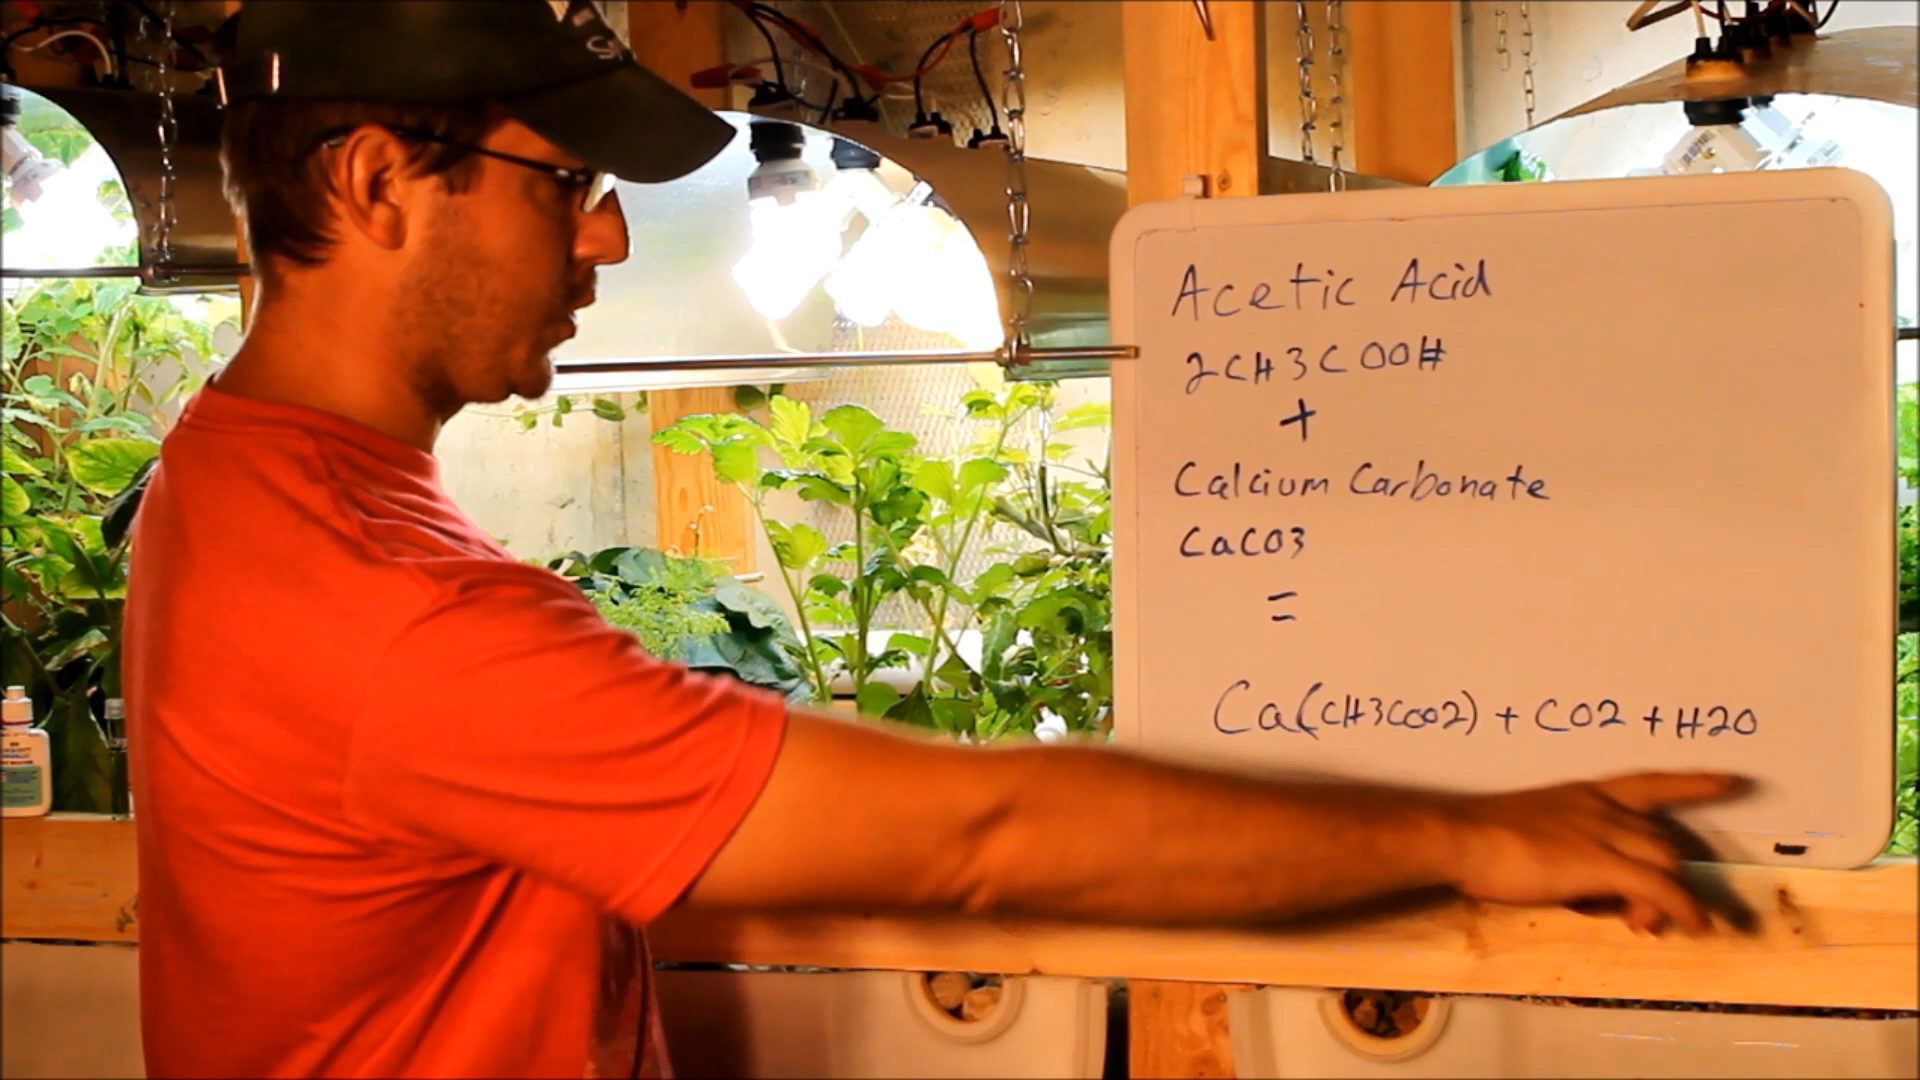 Acetic Acid
2CH3COOH
+
Calcium Carbonate
CaCO3
=
Ca(CH3COO2) + CO2 + H2O